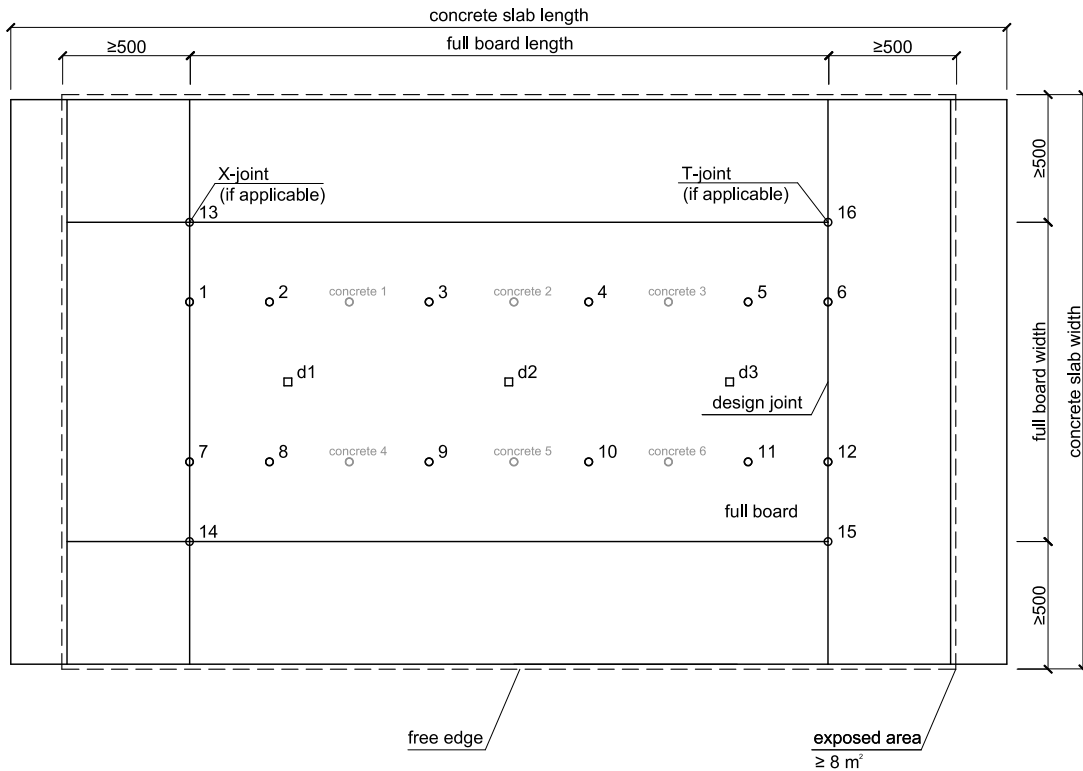 concrete slab length
≥500
full board length
≥500
X-joint
(if applicable)
T-joint
(if applicable)
≥500
13
16
1
2
concrete 1
3
concrete 2
4
concrete 3
5
6
d1
d2
d3
design joint
full board width
concrete slab width
7
8
concrete 4
9
concrete 5
10
concrete 6
11
12
full board
14
15
≥500
free edge
exposed area
≥ 8 m²